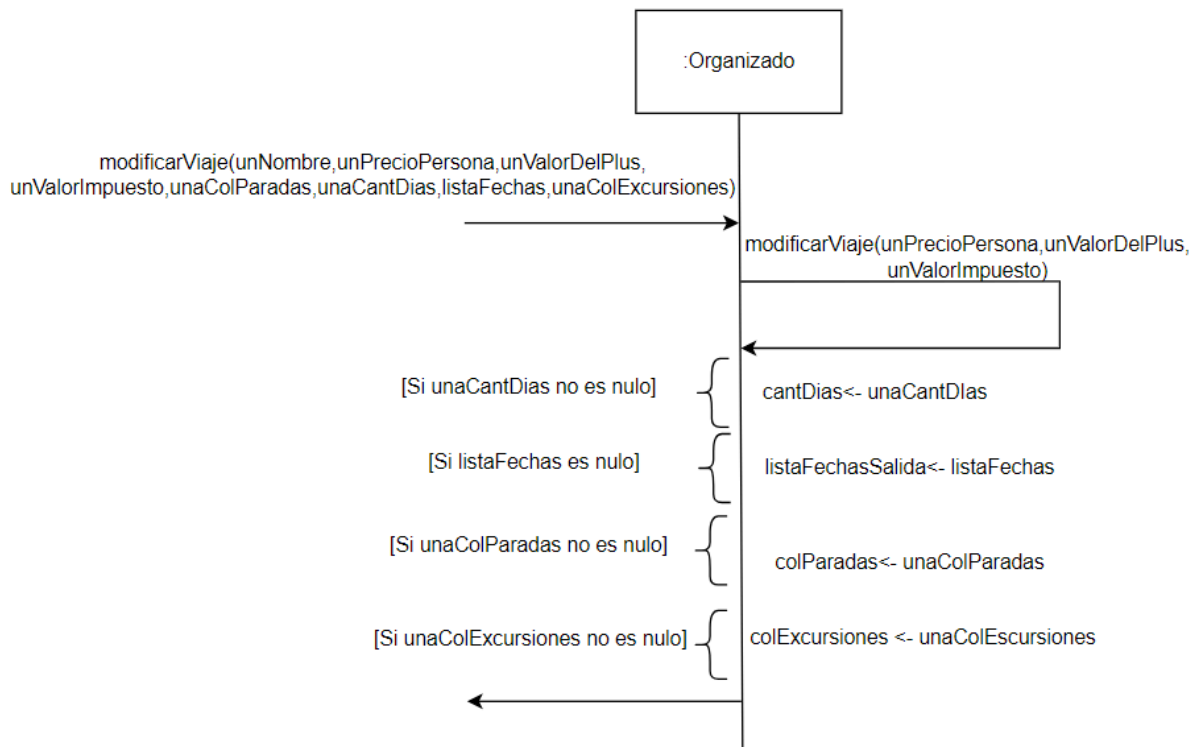 :Organizado
modificarViaje(unNombre,unPrecioPersona,unValorDelPlus,
unValorImpuesto,unaColParadas,unaCantDias,listaFechas,unaColExcursiones)
modificarViaje(unPrecioPersona,unValorDelPlus,
unValorImpuesto)
[Si unaCantDias no es nulo]
cantDias<- unaCantDIas
[Si listaFechas es nulo]
listaFechasSalida<- listaFechas
[Si unaColParadas no es nulo]
colParadas<- unaColParadas
[Si unaColExcursiones no es nulo]
colExcursiones <- unaColEscursiones